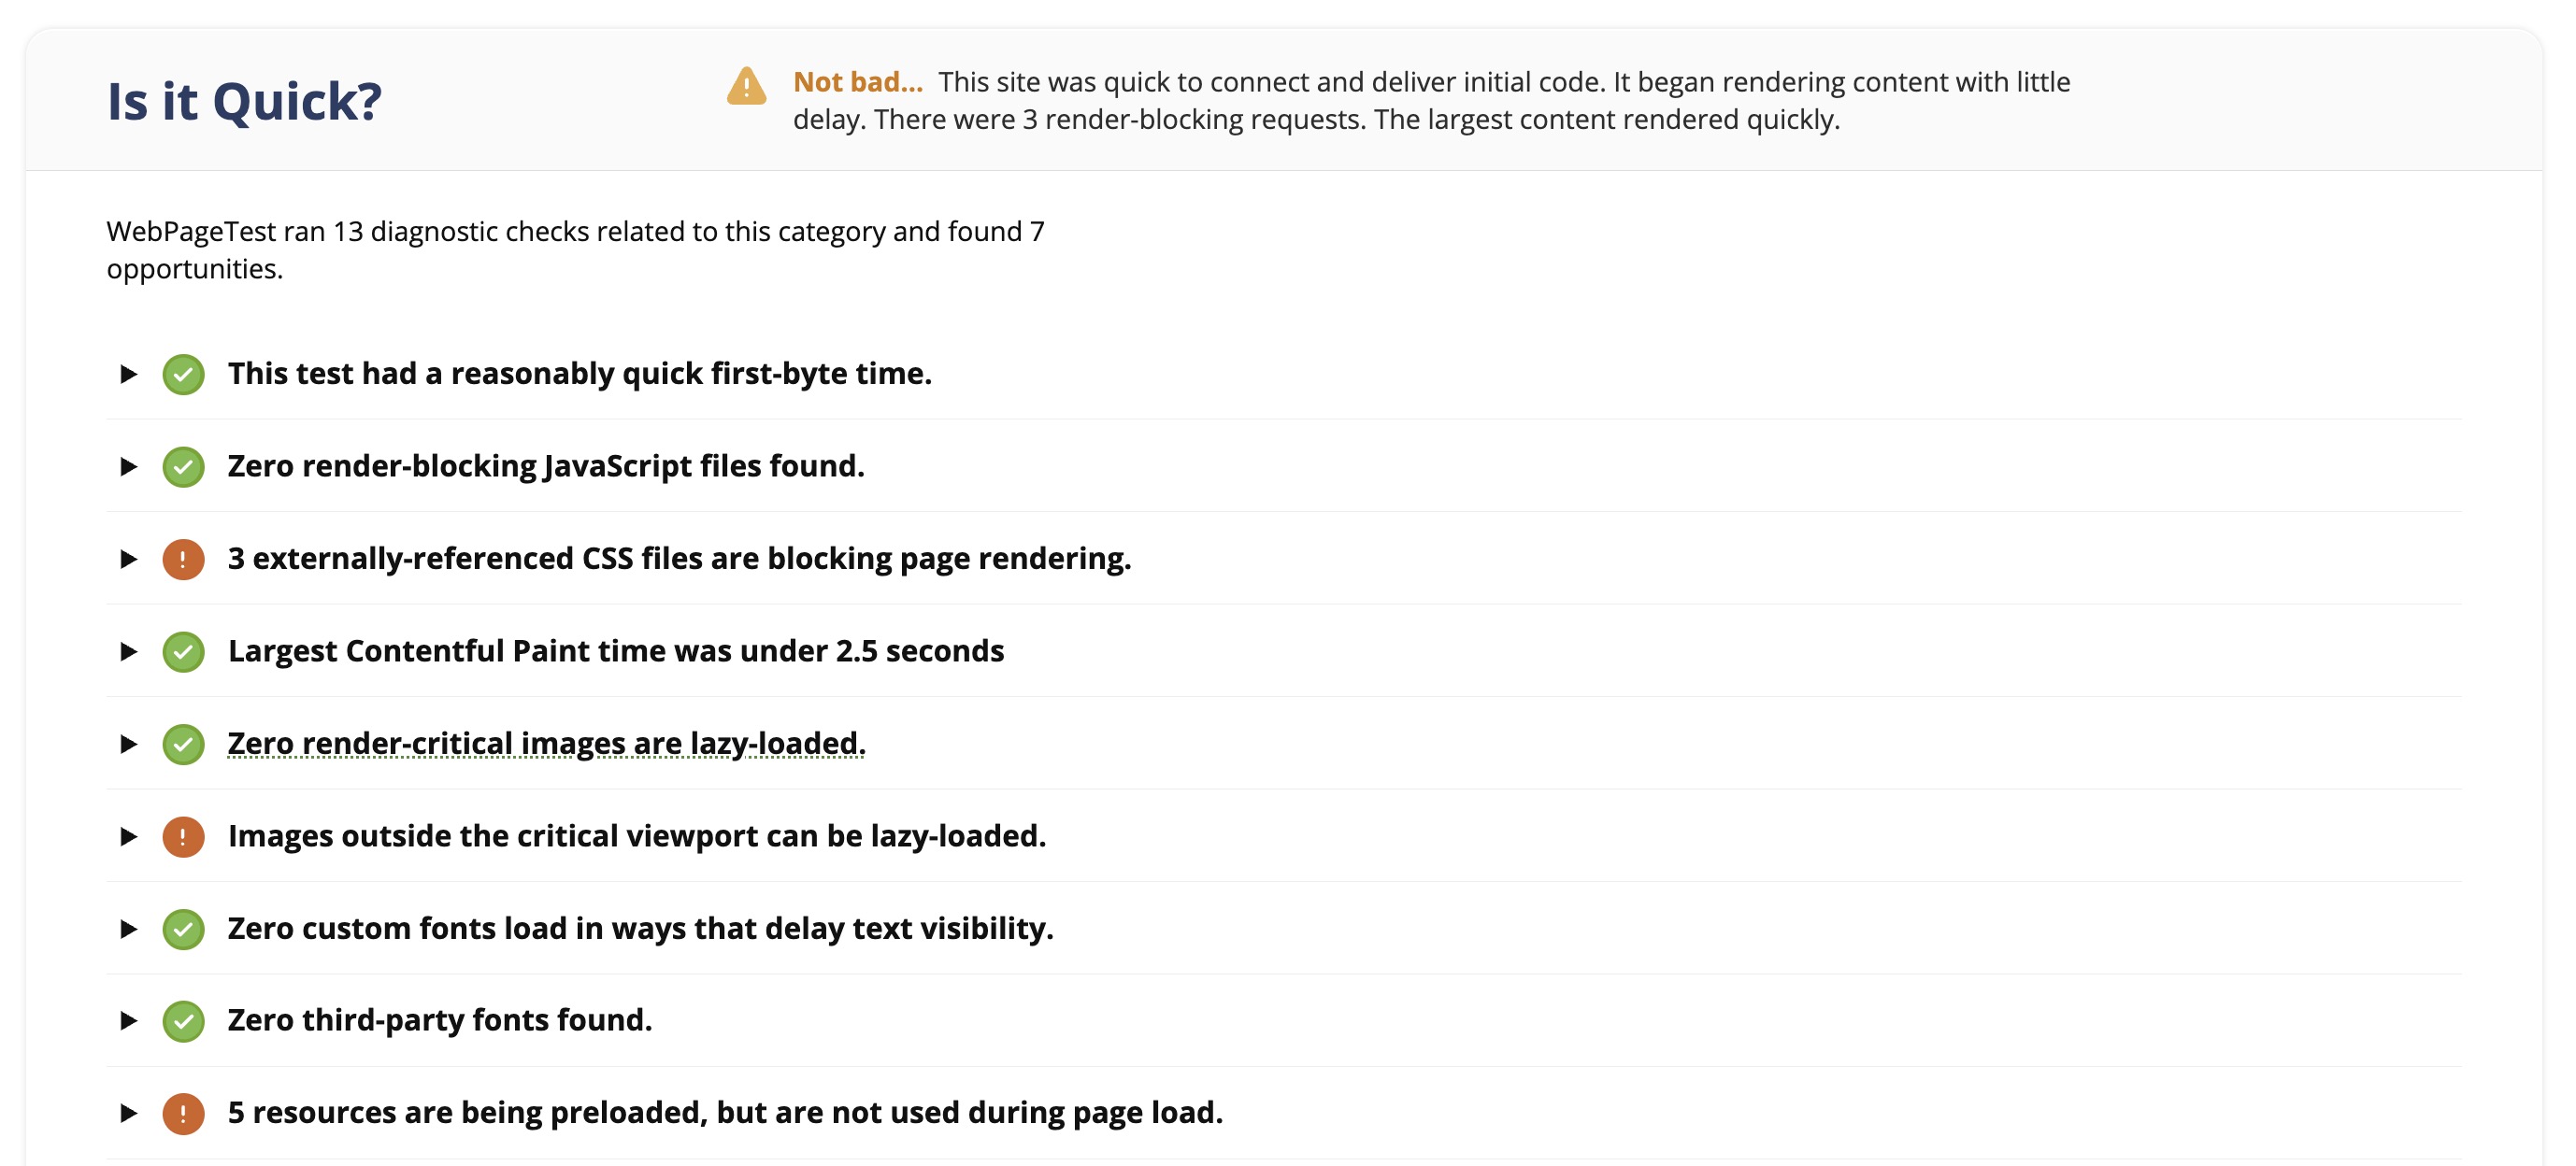 Is it Quick?
Not bad... This site was quick to connect and deliver initial code. It began rendering content with little
delay. There were 3 render-blocking requests. The largest content rendered quickly.
WebPageTest ran 13 diagnostic checks related to this category and found 7
opportunities.
This test had a reasonably quick first-byte time.
Zero render-blocking JavaScript files found.
3 externally-referenced CSS files are blocking page rendering.
Largest Contentful Paint time was under 2.5 seconds
Zero render-critical images are lazy-loaded.
Images outside the critical viewport can be lazy-loaded.
Zero custom fonts load in ways that delay text visibility.
Zero third-party fonts found.
5 resources are being preloaded, but are not used during page load.